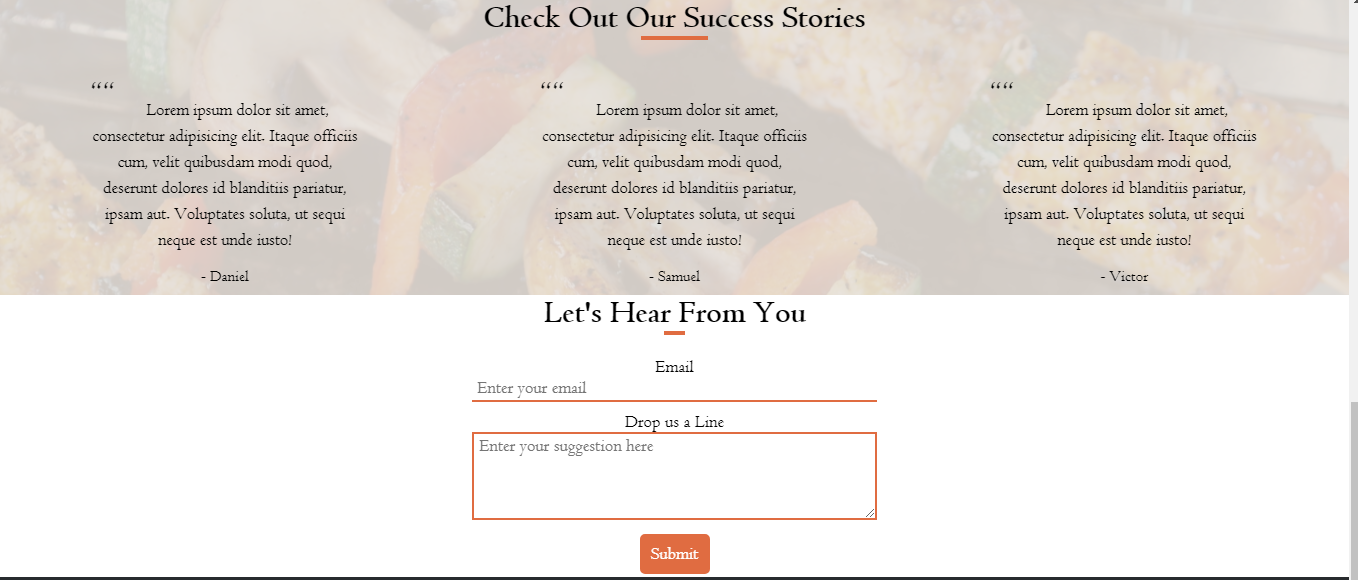 Check Out Our Success Stories
““
Lorem ipsum dolor sit amet,
consectetur adipisicing elit. Itaque officiis
cum, velit quibusdam modi quod,
deserunt dolores id blanditiis pariatur,
ipsam aut. Voluptates soluta, ut sequi
neque est unde iusto!
- Daniel
““
Lorem ipsum dolor sit amet,
consectetur adipisicing elit. Itaque officiis
cum, velit quibusdam modi quod,
deserunt dolores id blanditiis pariatur,
ipsam aut. Voluptates soluta, ut sequi
neque est unde iusto!
- Samuel
““
Lorem ipsum dolor sit amet,
consectetur adipisicing elit. Itaque officiis
cum, velit quibusdam modi quod,
deserunt dolores id blanditiis pariatur,
ipsam aut. Voluptates soluta, ut sequi
neque est unde iusto!
- Victor
Let's Hear From You
Email
Enter your email
Drop us a Line
Enter your suggestion here
Submit